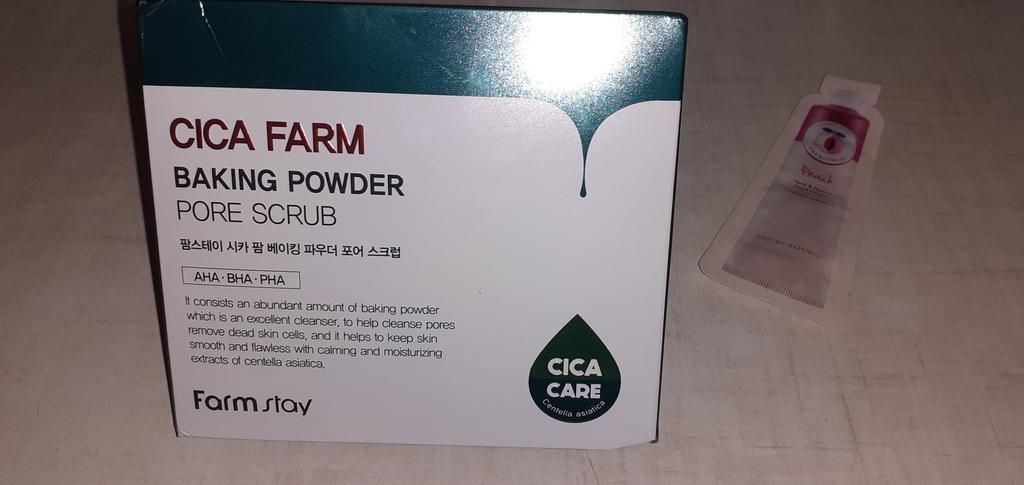 CICA FARM
BAKING POWDER
PORE SCRUB
팜스테이 시카 팜 베이킹 파우더 포어 스크럽
AHA·BHA·PHA
It consists an abundant amount of baking powder
which is an excellent cleanser, to help cleanse pores
remove dead skin cells, and it helps to keep skin
smooth and flawless with calming and moisturizing
extracts of centella asiatica.
Farm stay
CICA
CARE
Centella asiatica
Peach
NATURE REPUBLIC